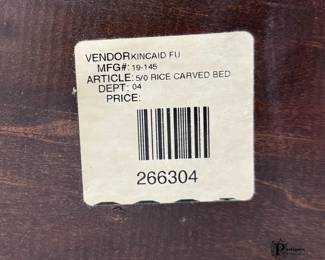 VENDOR KINCAID FU
MFG#: 19-145
ARTICLE: 5/0 RICE CARVED BED
DEPT: 04
PRICE:
266304